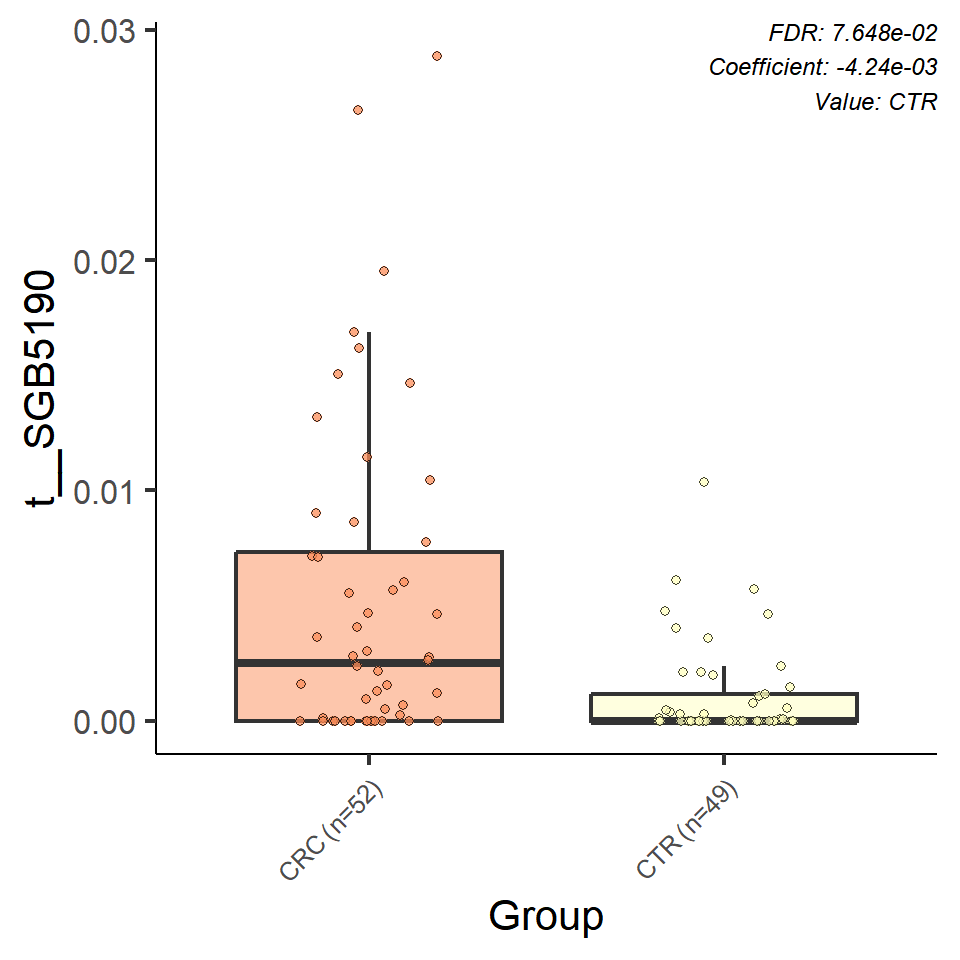 FDR: 7.648e-02
Coefficient: -4.24e-03
Value: CTR
0.03
0.02
0.01
0.00
t__SGB5190
CRC (n=52)
CTR (n=49)
Group